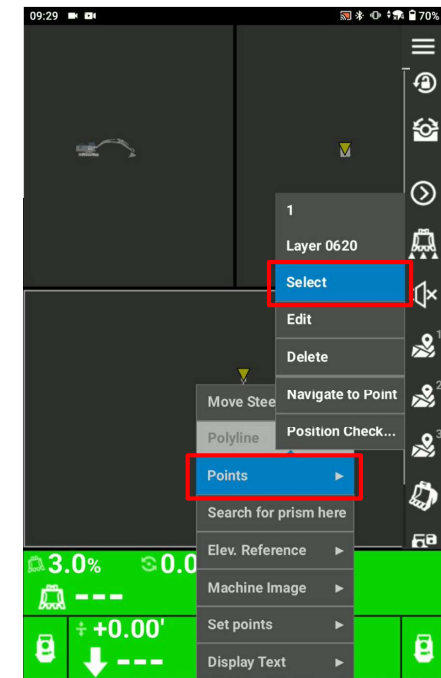 09:29
70%
1
Layer 0620
Select
Edit
Delete
Navigate to Point
Position Check...
Move Stee
Polyline
Points
Search for prism here
Elev. Reference
Machine Image
Set points
Display Text
1
2
3
3.0%
0.0
---
+0.00'
---